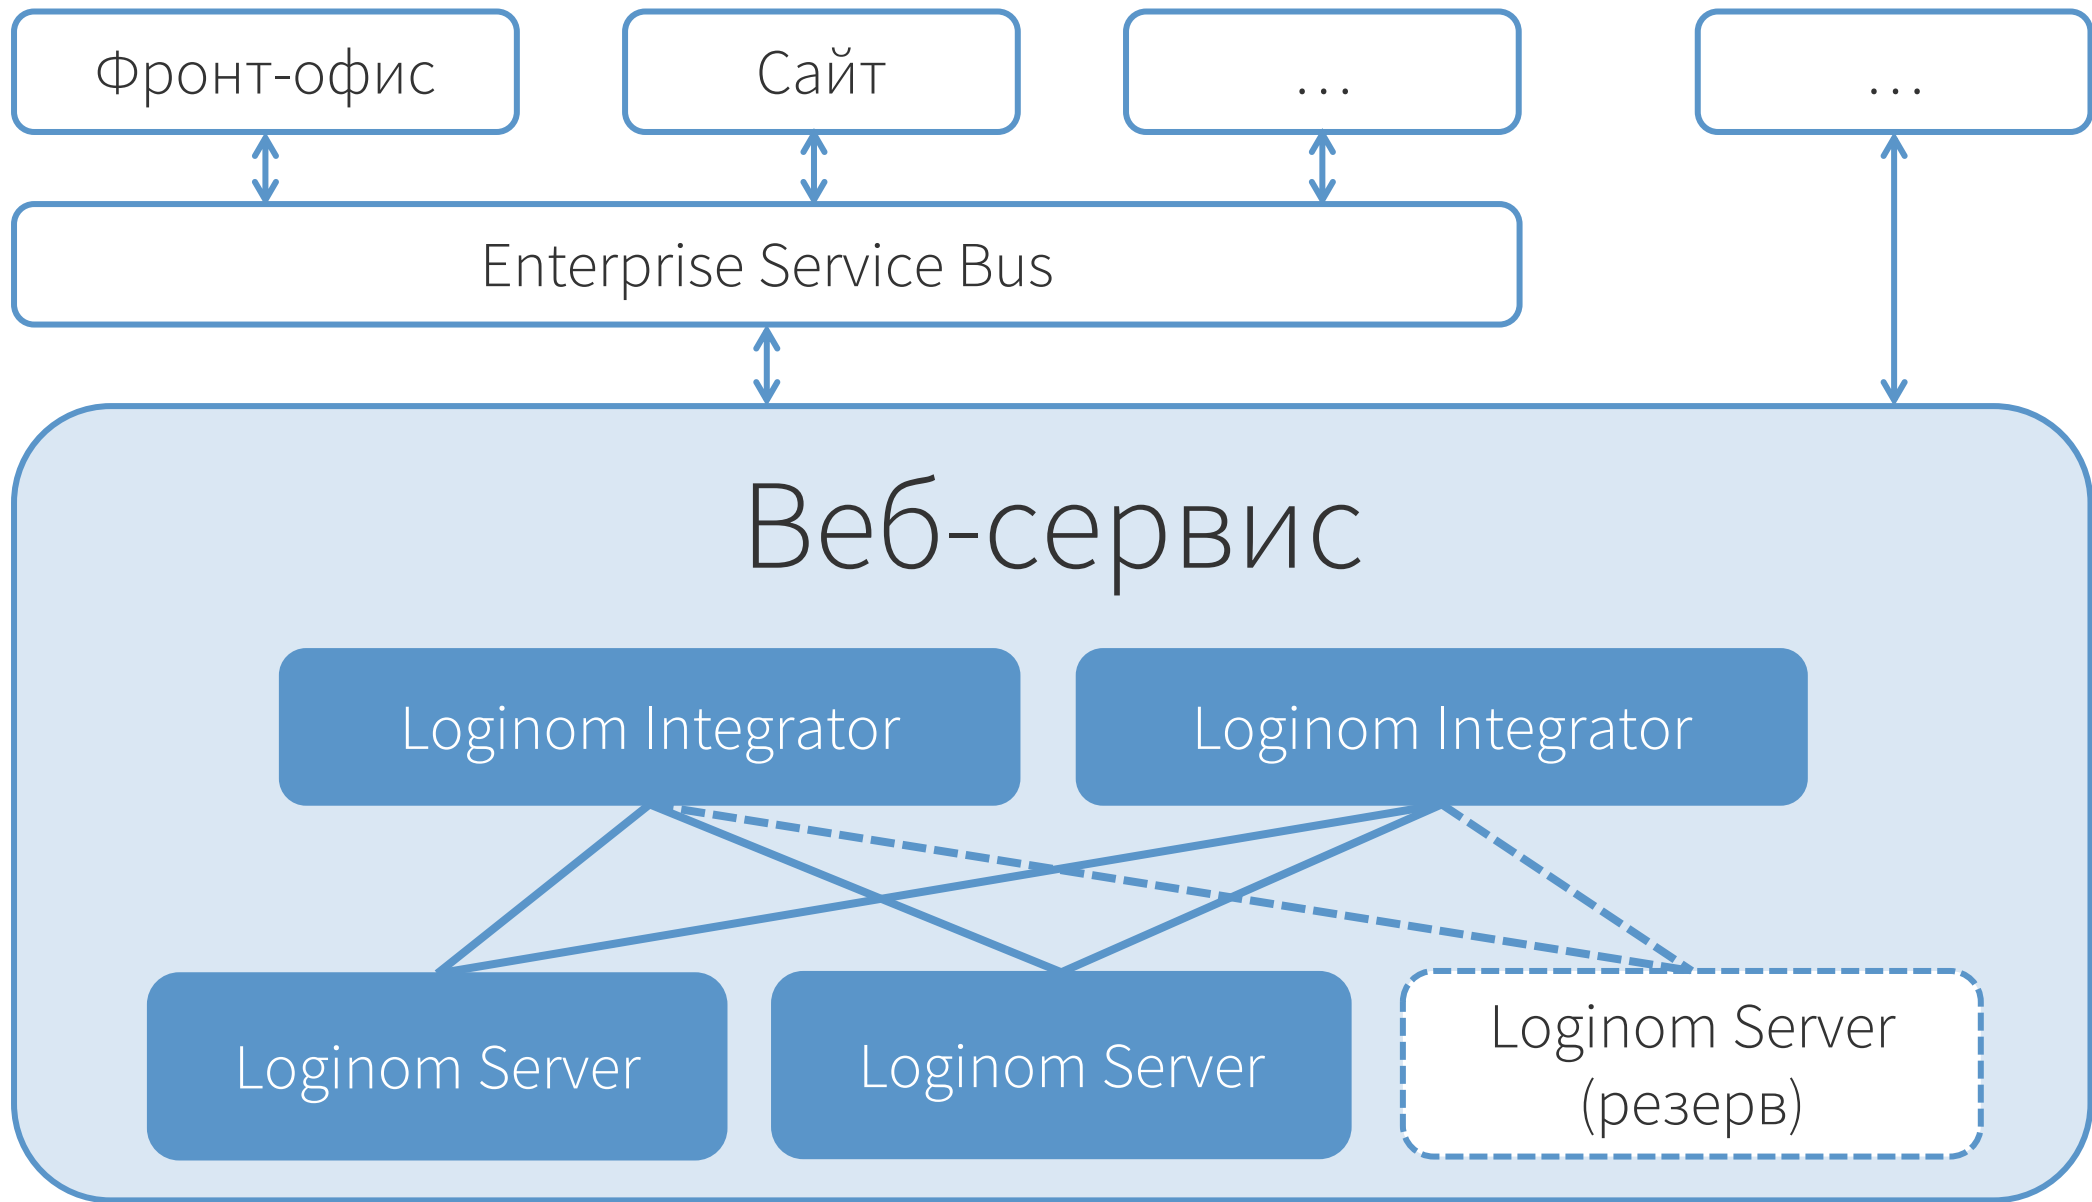 Фронт-офис
Сайт
...
...
Enterprise Service Bus
Веб-сервис
Loginom Integrator
Loginom Integrator
Loginom Server
Loginom Server
Loginom Server
(резерв)